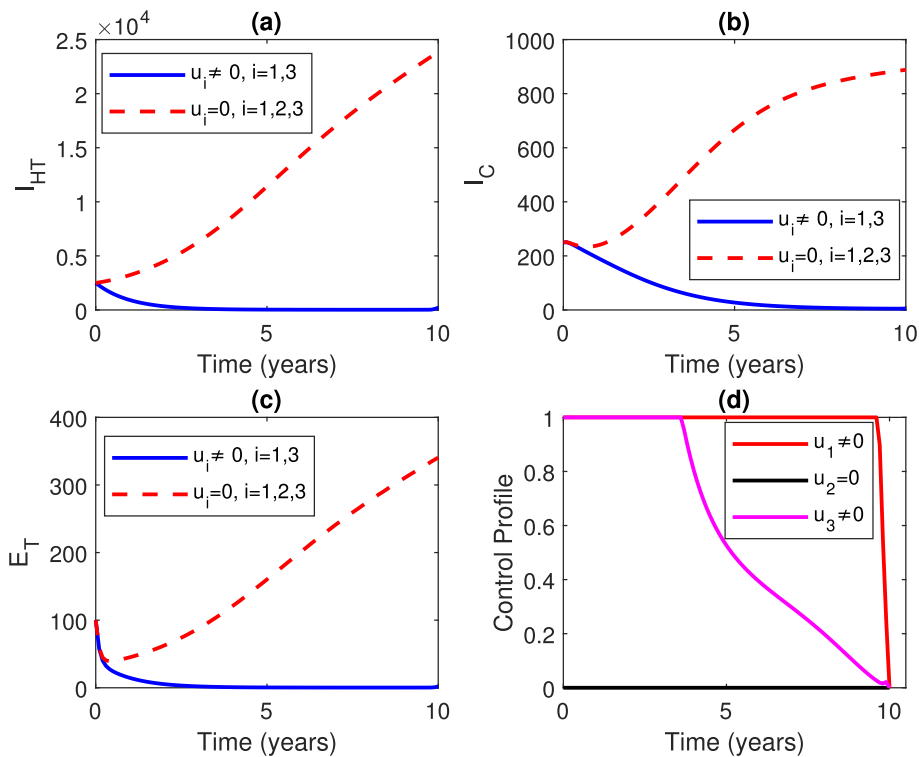 (a)
×10⁴
2.5
2
1.5
1
0.5
0
0 5 10
I_HT
Time (years)
u_i≠ 0, i=1,3
u_i=0, i=1,2,3
(b)
1000
800
600
400
200
0
0 5 10
I_C
Time (years)
u_i≠ 0, i=1,3
u_i=0, i=1,2,3
(c)
400
300
200
100
0
0 5 10
E_T
Time (years)
u_i≠ 0, i=1,3
u_i=0, i=1,2,3
(d)
1
0.8
0.6
0.4
0.2
0
0 5 10
Control Profile
Time (years)
u_1≠0
u_2=0
u_3≠0